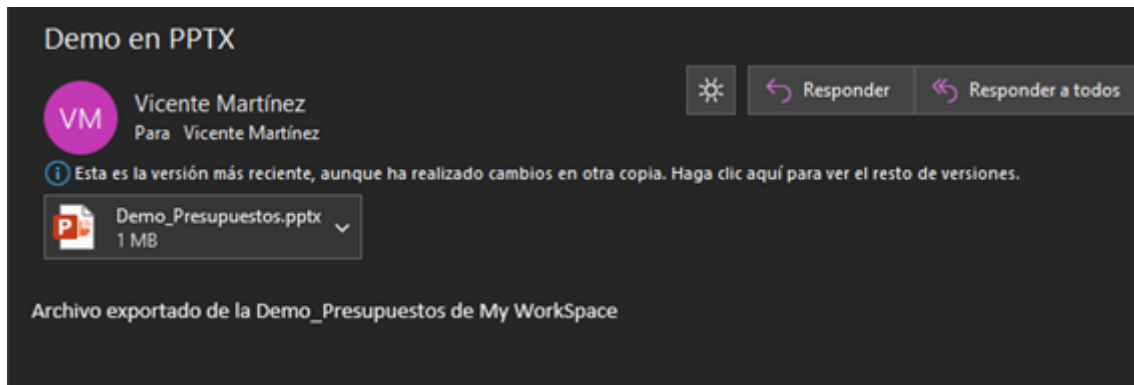 Demo en PPTX
VM
Vicente Martínez
Para Vicente Martínez
Responder
Responder a todos
Esta es la versión más reciente, aunque ha realizado cambios en otra copia. Haga clic aquí para ver el resto de versiones.
P
Demo_Presupuestos.pptx
1 MB
Archivo exportado de la Demo_Presupuestos de My WorkSpace